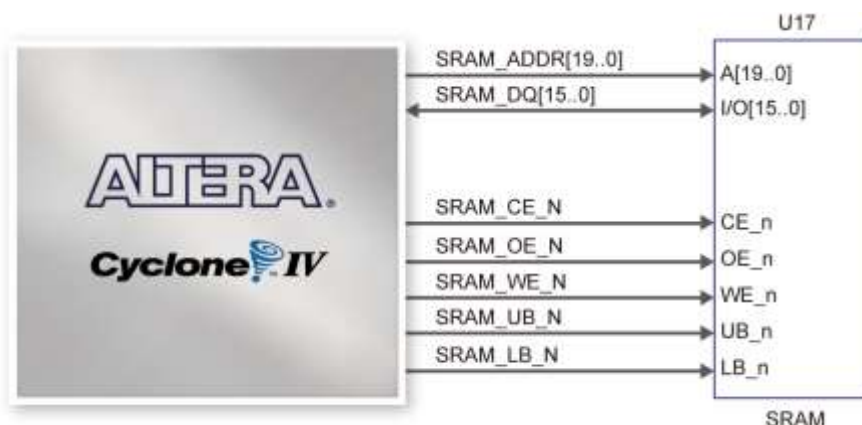 U17
SRAM_ADDR[19..0]
A[19..0]
SRAM_DQ[15..0]
I/O[15..0]
ALTERA.
Cyclone IV
SRAM_CE_N
CE_n
SRAM_OE_N
OE_n
SRAM_WE_N
WE_n
SRAM_UB_N
UB_n
SRAM_LB_N
LB_n
SRAM